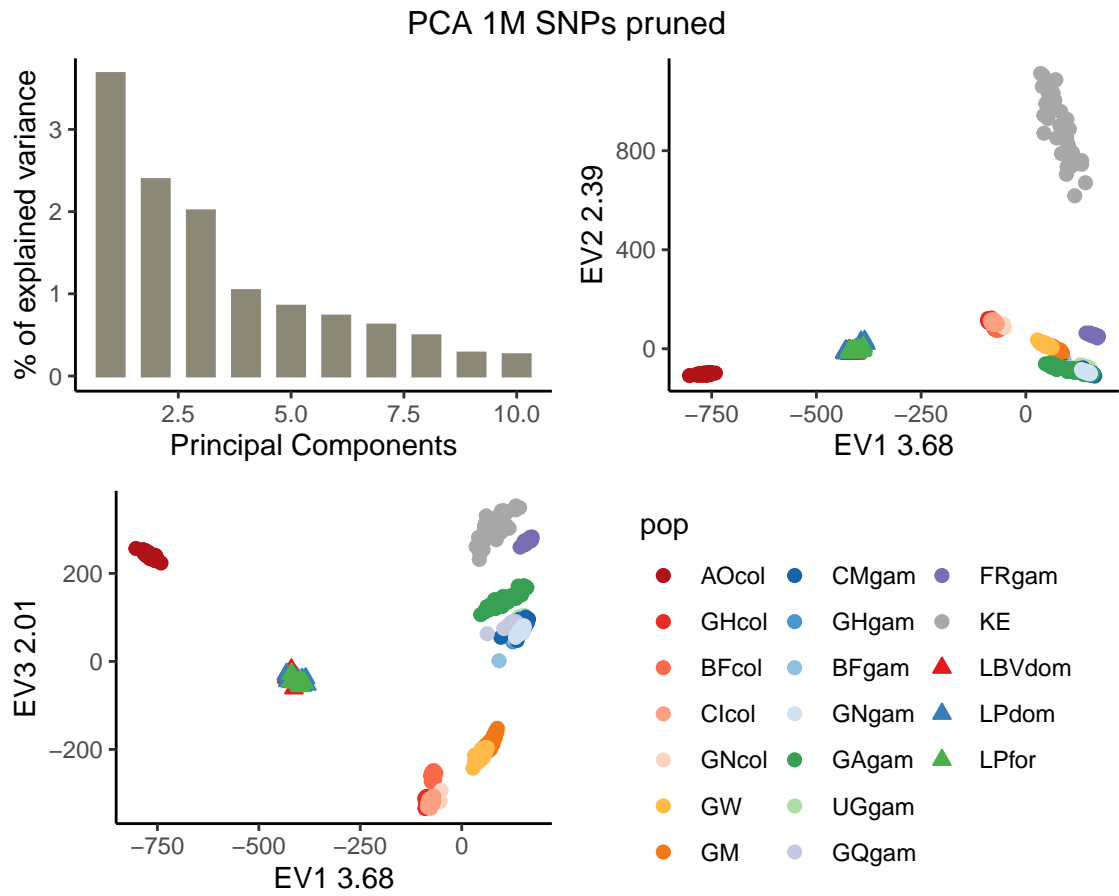 PCA 1M SNPs pruned
% of explained variance
3
2
1
0
2.5 5.0 7.5 10.0
Principal Components
EV2 2.39
800
400
0
−750 −500 −250 0
EV1 3.68
EV3 2.01
200
0
−200
−750 −500 −250 0
EV1 3.68
pop
AOcol CMgam FRgam
GHcol GHgam KE
BFcol BFgam LBVdom
CIcol GNgam LPdom
GNcol GAgam LPfor
GW UGgam
GM GQgam